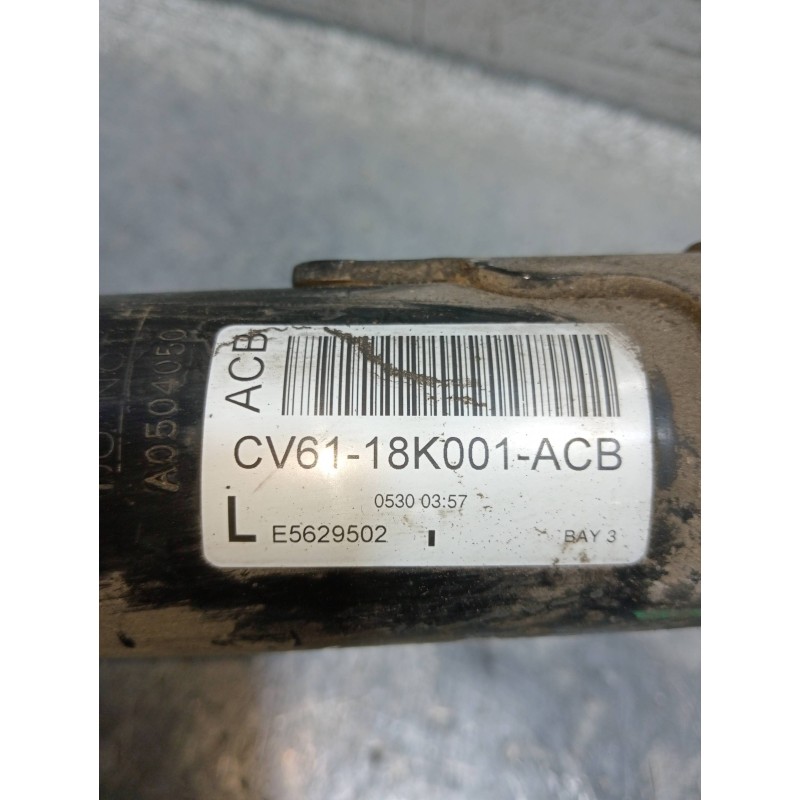 ACB
CV61-18K001-ACB
0530 03:57
L E5629502
BAY 3
A0504050